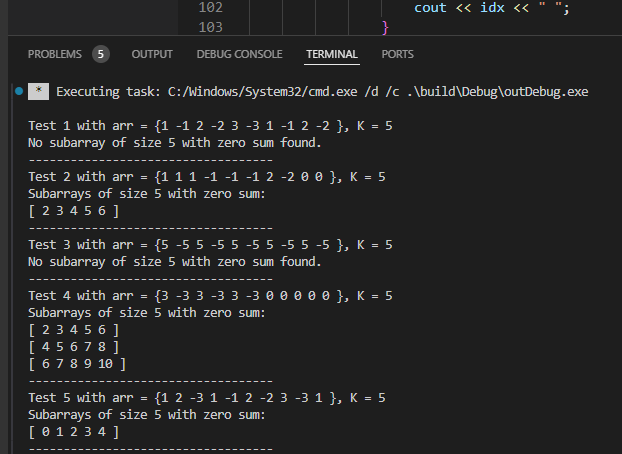 102 cout << idx << " ";
103 }
PROBLEMS 5 OUTPUT DEBUG CONSOLE TERMINAL PORTS
* Executing task: C:/Windows/System32/cmd.exe /d /c .\build\Debug\outDebug.exe
Test 1 with arr = {1 -1 2 -2 3 -3 1 -1 2 -2 }, K = 5
No subarray of size 5 with zero sum found.
-----------------------------------
Test 2 with arr = {1 1 1 -1 -1 -1 2 -2 0 0 }, K = 5
Subarrays of size 5 with zero sum:
[ 2 3 4 5 6 ]
-----------------------------------
Test 3 with arr = {5 -5 5 -5 5 -5 5 -5 5 -5 }, K = 5
No subarray of size 5 with zero sum found.
-----------------------------------
Test 4 with arr = {3 -3 3 -3 3 -3 0 0 0 0 0 }, K = 5
Subarrays of size 5 with zero sum:
[ 2 3 4 5 6 ]
[ 4 5 6 7 8 ]
[ 6 7 8 9 10 ]
-----------------------------------
Test 5 with arr = {1 2 -3 1 -1 2 -2 3 -3 1 }, K = 5
Subarrays of size 5 with zero sum:
[ 0 1 2 3 4 ]
-----------------------------------